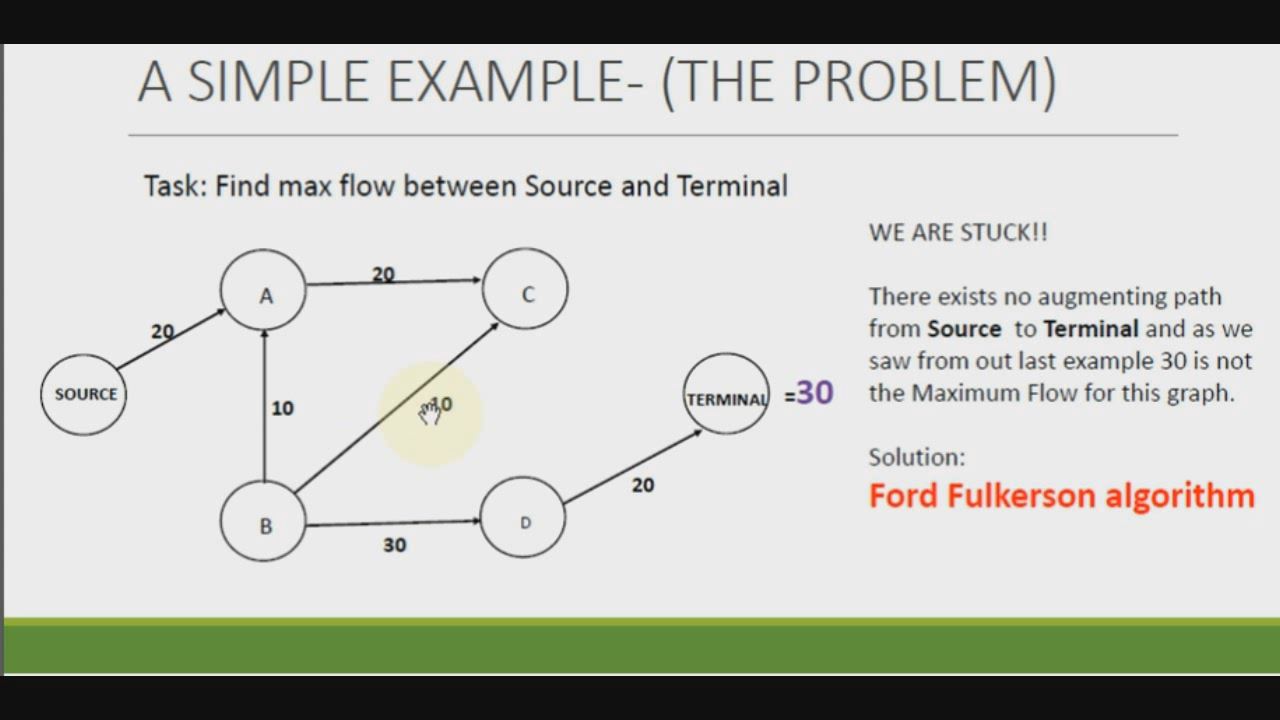 A SIMPLE EXAMPLE- (THE PROBLEM)
Task: Find max flow between Source and Terminal
WE ARE STUCK!!
There exists no augmenting path
from Source to Terminal and as we
saw from out last example 30 is not
the Maximum Flow for this graph.
Solution:
Ford Fulkerson algorithm
20
A
C
20
SOURCE
10
10
TERMINAL
=30
20
B
D
30